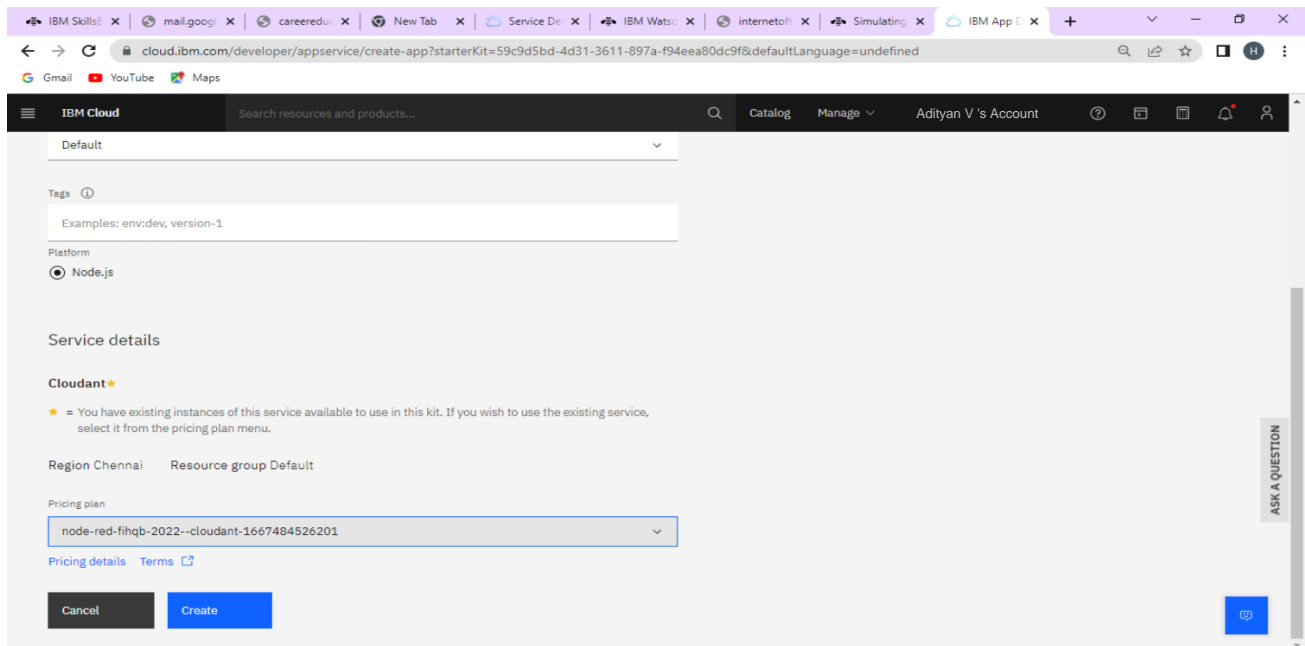 IBM SkillsB
mail.googl
careereduc
New Tab
Service De
IBM Watso
internetoft
Simulating
IBM App D
cloud.ibm.com/developer/appservice/create-app?starterKit=59c9d5bd-4d31-3611-897a-f94eea80dc9f&defaultLanguage=undefined
H
Gmail YouTube Maps
IBM Cloud Search resources and products... Catalog Manage Adityan V 's Account
Default
Tags
Examples: env:dev, version-1
Platform
Node.js
Service details
Cloudant
= You have existing instances of this service available to use in this kit. If you wish to use the existing service,
select it from the pricing plan menu.
Region Chennai Resource group Default
Pricing plan
node-red-fihqb-2022--cloudant-1667484526201
Pricing details Terms
Cancel Create
ASK A QUESTION